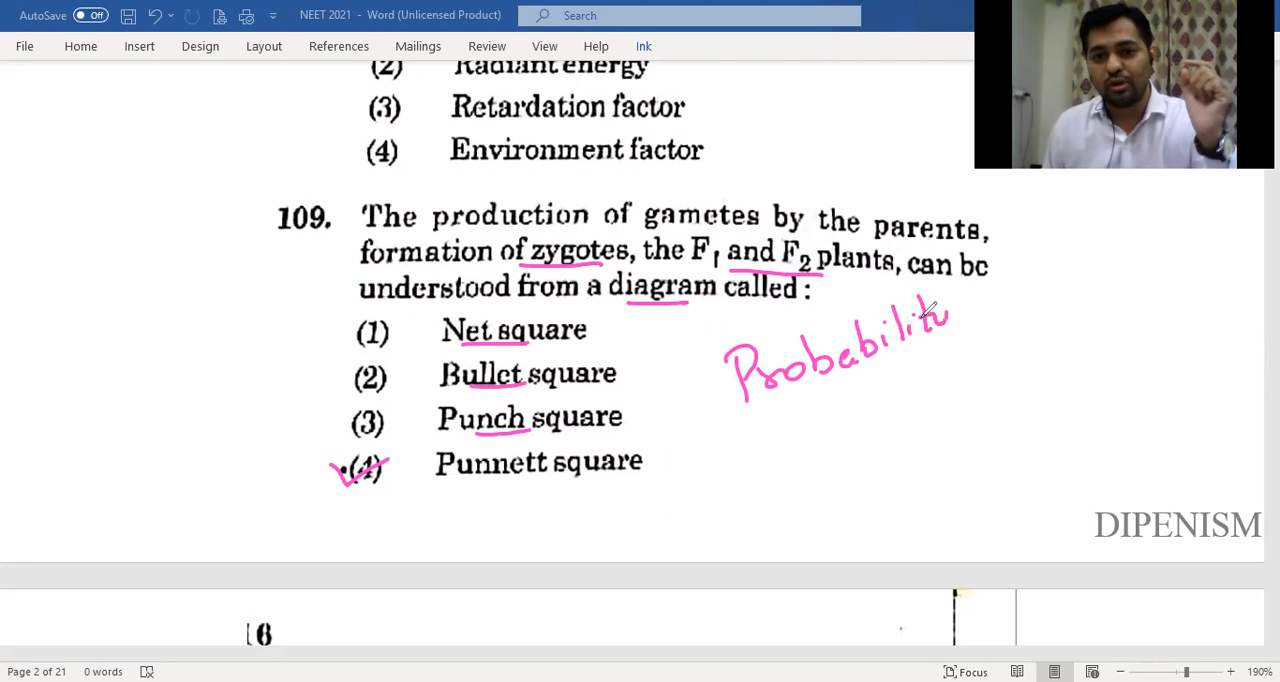 AutoSave Off NEET 2021 - Word (Unlicensed Product) Search
File Home Insert Design Layout References Mailings Review View Help Ink
(2) Radiant energy
(3) Retardation factor
(4) Environment factor
109. The production of gametes by the parents,
formation of zygotes, the F1 and F2 plants, can be
understood from a diagram called :
(1) Net square
(2) Bullet square
(3) Punch square
(4) Punnett square
Probability
DIPENISM
16
Page 2 of 21 0 words Focus 190%